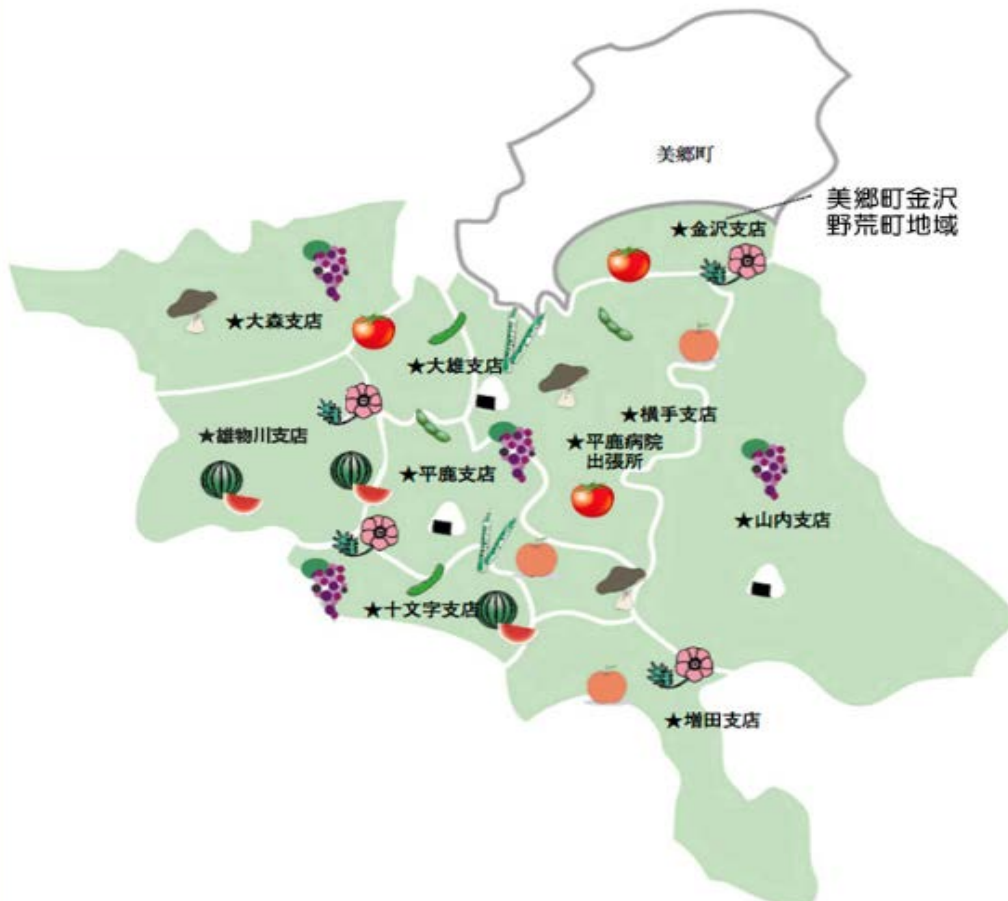 美郷町
美郷町金沢
野荒町地域
★金沢支店
★大森支店
★大雄支店
★横手支店
★雄物川支店
★平鹿病院
出張所
★平鹿支店
★山内支店
★十文字支店
★増田支店